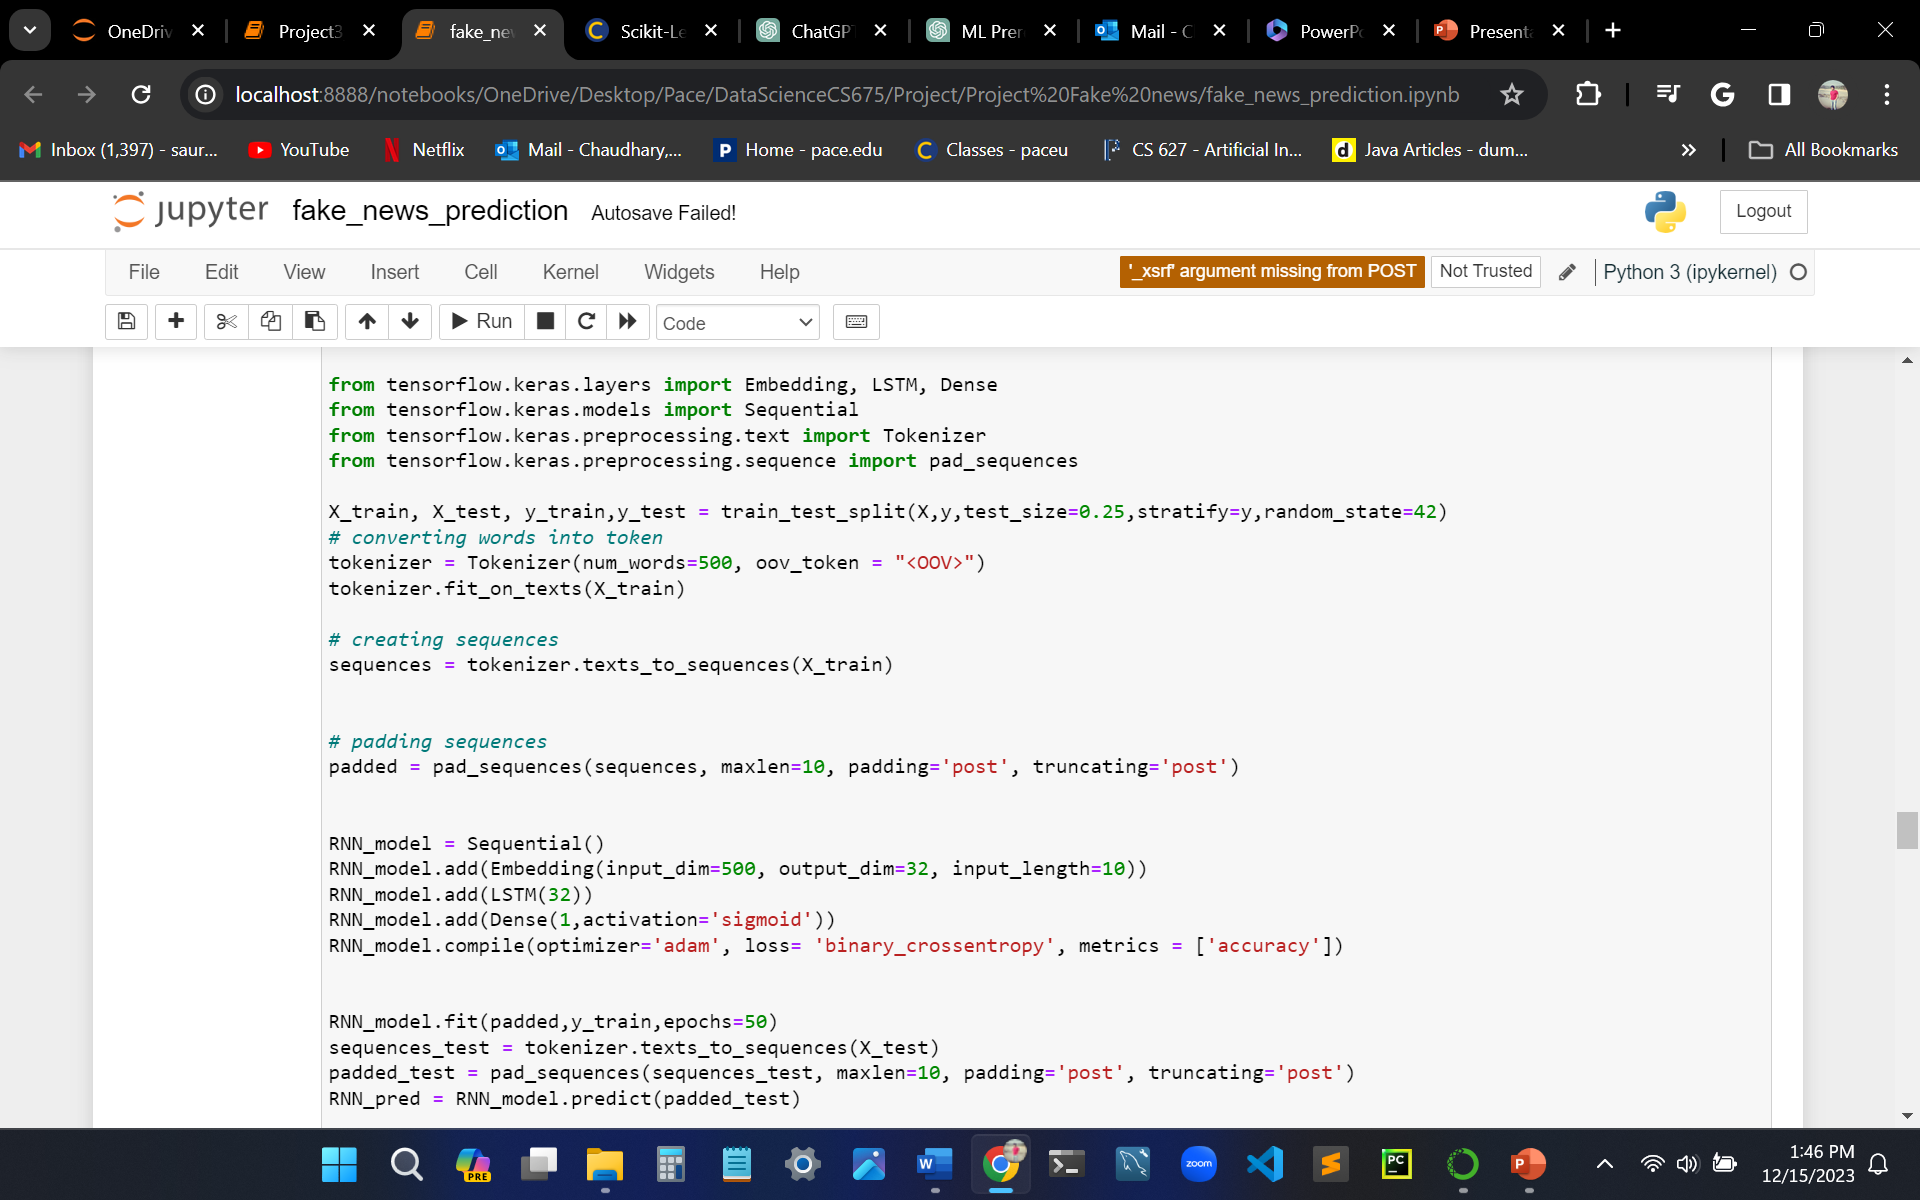 OneDriv
Project3
fake_nev
Scikit-Le
ChatGP
ML Prer
Mail - C
PowerPo
Presenta
localhost:8888/notebooks/OneDrive/Desktop/Pace/DataScienceCS675/Project/Project%20Fake%20news/fake_news_prediction.ipynb
Inbox (1,397) - saur...
YouTube
Netflix
Mail - Chaudhary,...
Home - pace.edu
Classes - paceu
CS 627 - Artificial In...
Java Articles - dum...
All Bookmarks
jupyter fake_news_prediction Autosave Failed!
Logout
File Edit View Insert Cell Kernel Widgets Help
'_xsrf' argument missing from POST
Not Trusted
Python 3 (ipykernel)
Run
Code
from tensorflow.keras.layers import Embedding, LSTM, Dense
from tensorflow.keras.models import Sequential
from tensorflow.keras.preprocessing.text import Tokenizer
from tensorflow.keras.preprocessing.sequence import pad_sequences
X_train, X_test, y_train,y_test = train_test_split(X,y,test_size=0.25,stratify=y,random_state=42)
# converting words into token
tokenizer = Tokenizer(num_words=500, oov_token = "<OOV>")
tokenizer.fit_on_texts(X_train)
# creating sequences
sequences = tokenizer.texts_to_sequences(X_train)
# padding sequences
padded = pad_sequences(sequences, maxlen=10, padding='post', truncating='post')
RNN_model = Sequential()
RNN_model.add(Embedding(input_dim=500, output_dim=32, input_length=10))
RNN_model.add(LSTM(32))
RNN_model.add(Dense(1,activation='sigmoid'))
RNN_model.compile(optimizer='adam', loss= 'binary_crossentropy', metrics = ['accuracy'])
RNN_model.fit(padded,y_train,epochs=50)
sequences_test = tokenizer.texts_to_sequences(X_test)
padded_test = pad_sequences(sequences_test, maxlen=10, padding='post', truncating='post')
RNN_pred = RNN_model.predict(padded_test)
PRE
zoom
PC
1:46 PM
12/15/2023